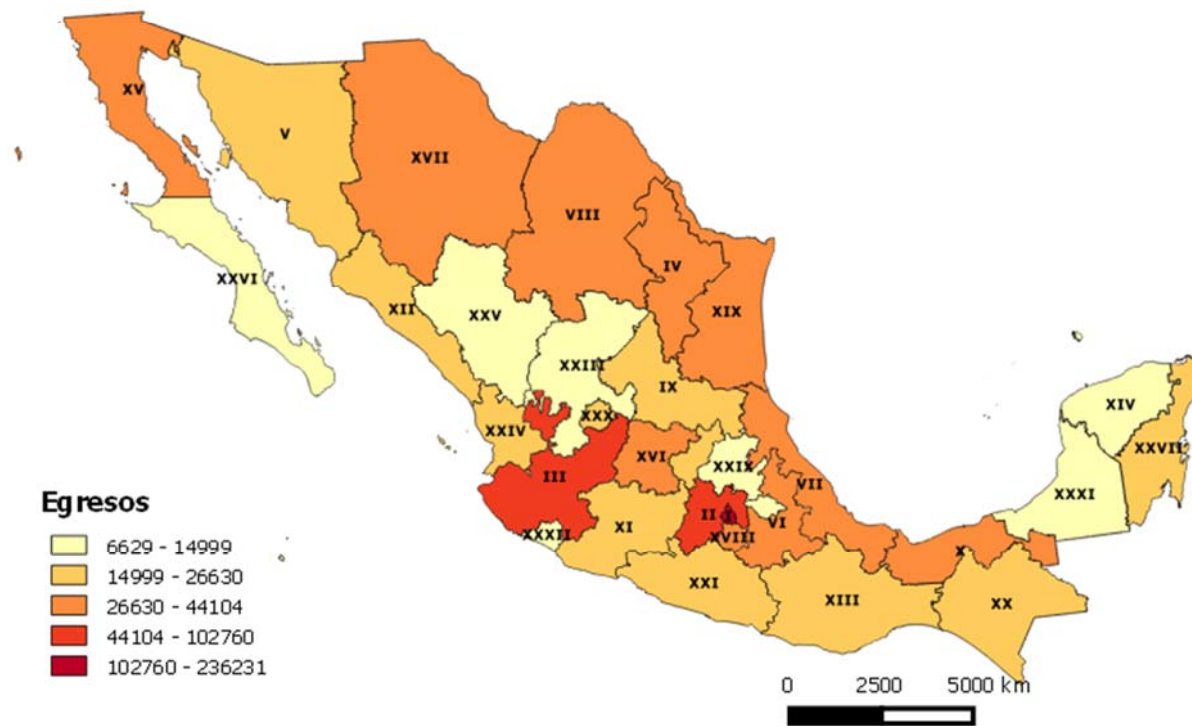 XV
V
XVII
VIII
IV
XXVI
XII
XXV
XIX
XXIII
IX
XXX
XXIV
XIV
XXVII
XVI
XXIX
III
VII
XXXI
II
I
VI
XI
XXXII
XVIII
X
XXI
XIII
XX
Egresos
6629 - 14999
14999 - 26630
26630 - 44104
44104 - 102760
102760 - 236231
0 2500 5000 km